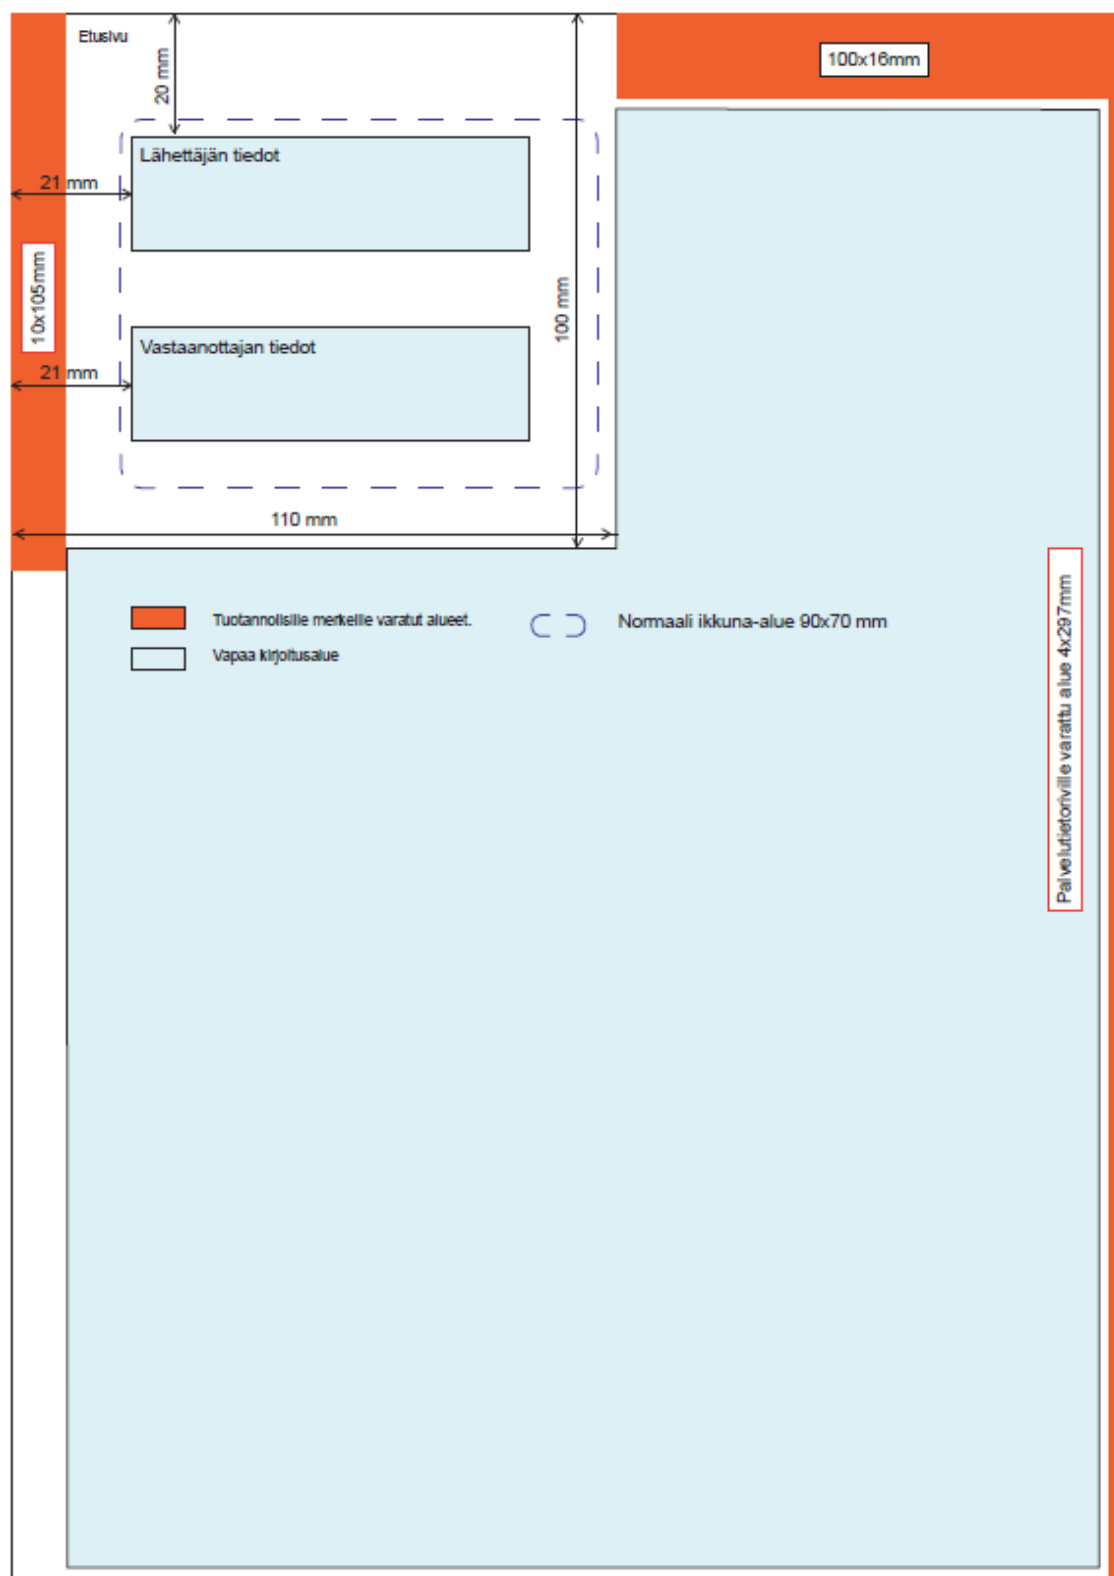 Etusivu
100x16mm
20 mm
Lähettäjän tiedot
21 mm
10x105mm
100 mm
Vastaanottajan tiedot
21 mm
110 mm
Tuotannollsille merkeille varatut alueet.
Normaali ikkuna-alue 90x70 mm
Vapaa kirjoitusalue
Palvelutietoriville varattu alue 4x297mm